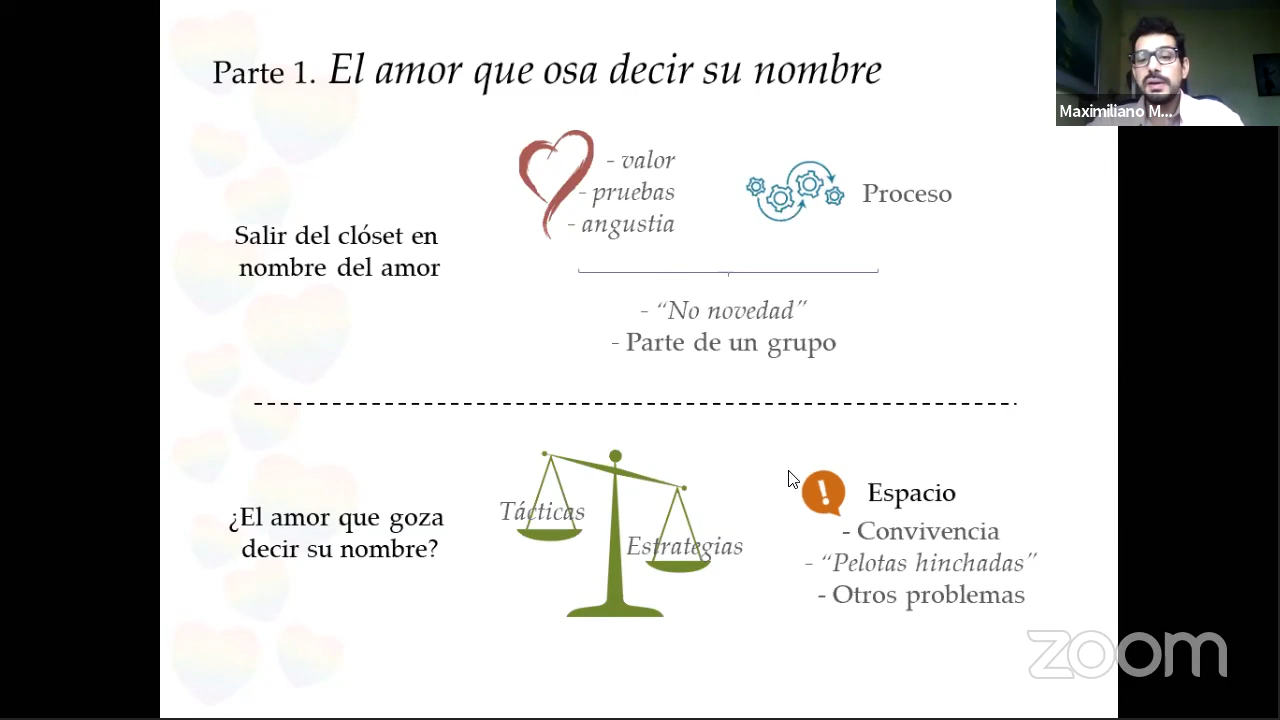 Parte 1. El amor que osa decir su nombre
Maximiliano M...
- valor
- pruebas
- angustia
Proceso
Salir del clóset en
nombre del amor
- “No novedad”
- Parte de un grupo
¿El amor que goza
decir su nombre?
Tácticas
Estrategias
!
Espacio
- Convivencia
- “Pelotas hinchadas”
- Otros problemas
zoom